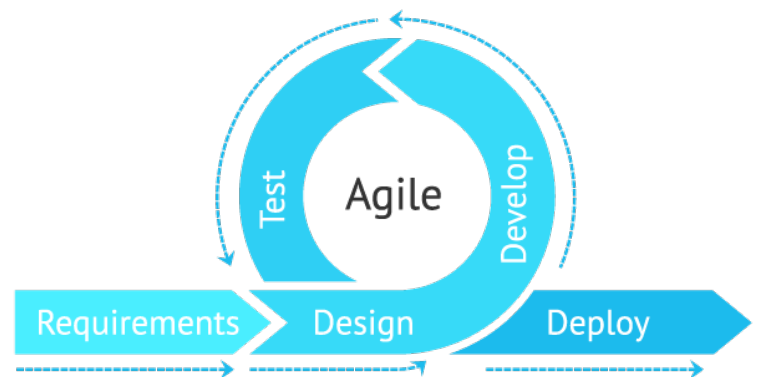 Agile
Test
Develop
Requirements
Design
Deploy